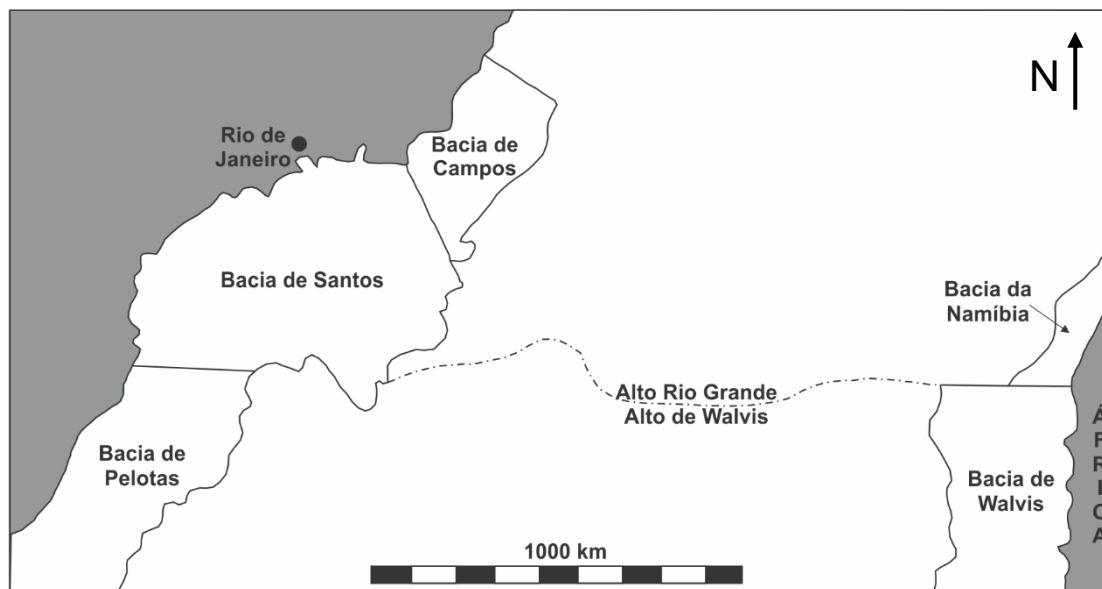 N
Rio de
Janeiro
Bacia de
Campos
Bacia de Santos
Bacia da
Namíbia
Alto Rio Grande
Alto de Walvis
Bacia de
Pelotas
Bacia de
Walvis
ÁFRICA
1000 km